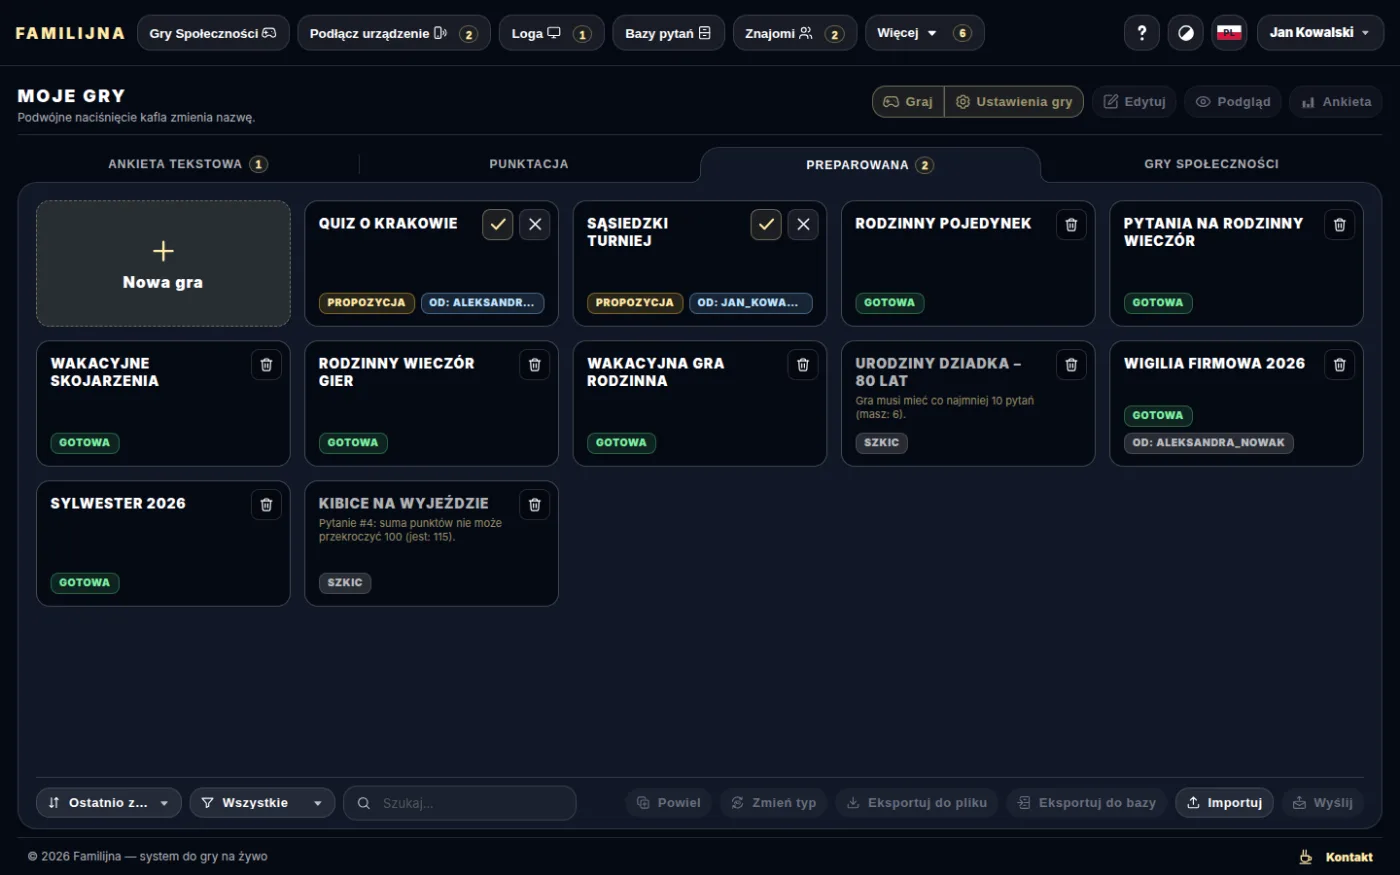 FAMILIJNA
Gry Społeczności
Podłącz urządzenie 2
Loga 1
Bazy pytań
Znajomi 2
Więcej 6
?
PL
Jan Kowalski
MOJE GRY
Podwójne naciśnięcie kafla zmienia nazwę.
Graj
Ustawienia gry
Edytuj
Podgląd
Ankieta
ANKIETA TEKSTOWA 1
PUNKTACJA
PREPAROWANA 2
GRY SPOŁECZNOŚCI
Nowa gra
QUIZ O KRAKOWIE
PROPOZYCJA
OD: ALEKSANDR...
SĄSIEDZKI
TURNIEJ
PROPOZYCJA
OD: JAN_KOWA...
RODZINNY POJEDYNEK
GOTOWA
PYTANIA NA RODZINNY
WIECZÓR
GOTOWA
WAKACYJNE
SKOJARZENIA
GOTOWA
RODZINNY WIECZÓR
GIER
GOTOWA
WAKACYJNA GRA
RODZINNA
GOTOWA
URODZINY DZIADKA –
80 LAT
Gra musi mieć co najmniej 10 pytań
(masz: 6).
SZKIC
WIGILIA FIRMOWA 2026
GOTOWA
OD: ALEKSANDRA_NOWAK
SYLWESTER 2026
GOTOWA
KIBICE NA WYJEŹDZIE
Pytanie #4: suma punktów nie może
przekroczyć 100 (jest: 115).
SZKIC
Ostatnio z...
Wszystkie
Szukaj...
Powiel
Zmień typ
Eksportuj do pliku
Eksportuj do bazy
Importuj
Wyślij
© 2026 Familijna — system do gry na żywo
Kontakt